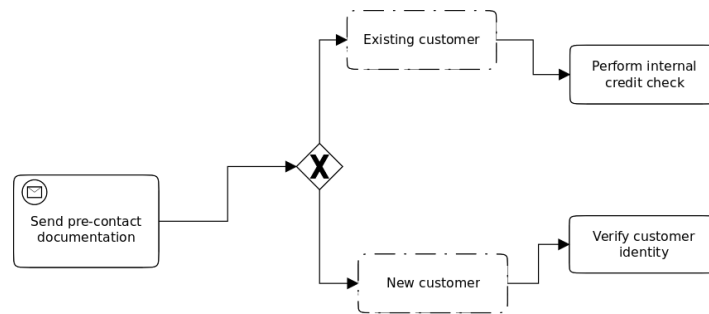 Existing customer
Perform internal
credit check
X
Send pre-contact
documentation
Verify customer
identity
New customer